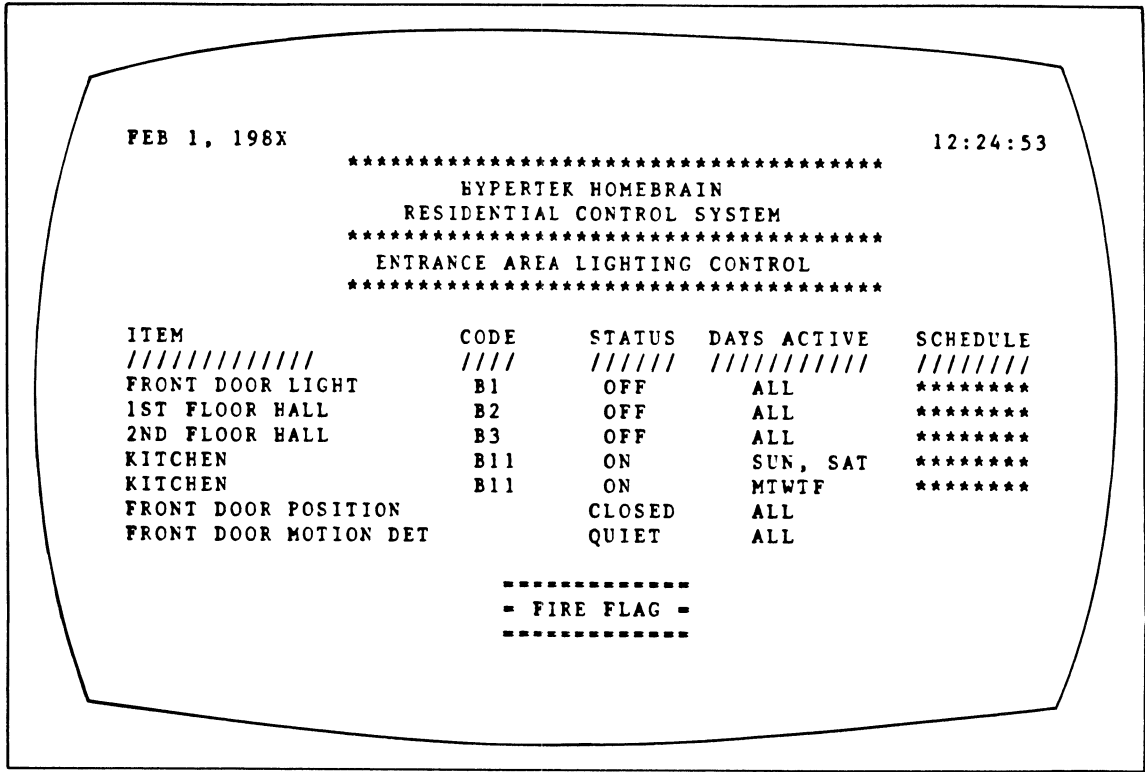 FEB 1, 198X 12:24:53
**************************************
HYPERTEK HOMEBRAIN
RESIDENTIAL CONTROL SYSTEM
**************************************
ENTRANCE AREA LIGHTING CONTROL
**************************************
ITEM CODE STATUS DAYS ACTIVE SCHEDULE
///////////// //// ////// /////////// ////////
FRONT DOOR LIGHT B1 OFF ALL ********
1ST FLOOR HALL B2 OFF ALL ********
2ND FLOOR HALL B3 OFF ALL ********
KITCHEN B11 ON SUN, SAT ********
KITCHEN B11 ON MTWTF ********
FRONT DOOR POSITION CLOSED ALL
FRONT DOOR MOTION DET QUIET ALL
=============
= FIRE FLAG =
=============